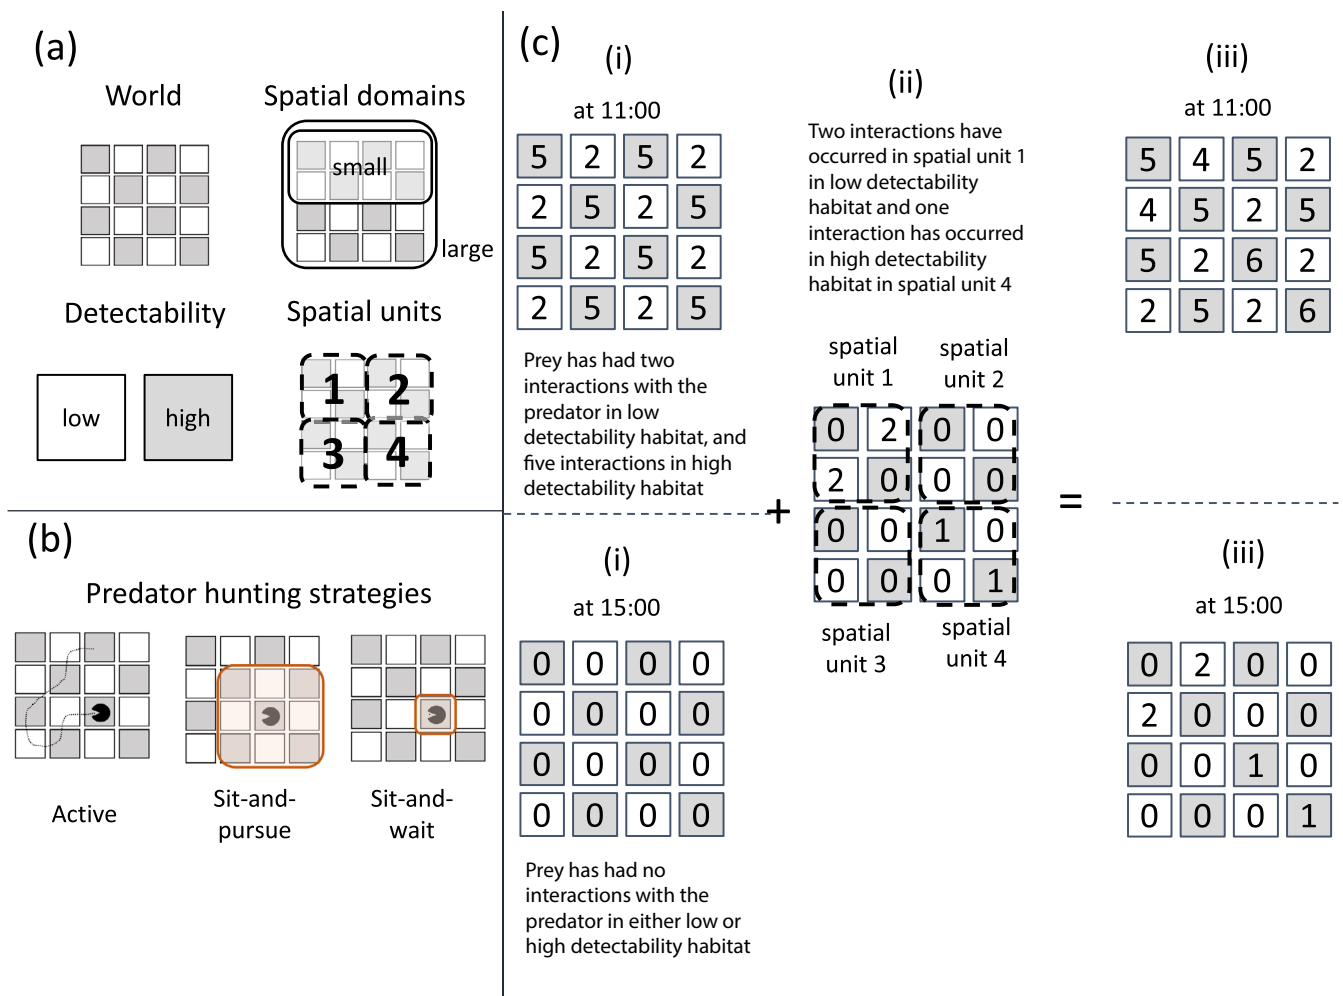 (a)
World
Spatial domains
small
large
Detectability
Spatial units
low
high
1 2
3 4
(b)
Predator hunting strategies
Active
Sit-and-
pursue
Sit-and-
wait
(c)
(i)
at 11:00
5 2 5 2
2 5 2 5
5 2 5 2
2 5 2 5
Prey has had two
interactions with the
predator in low
detectability habitat, and
five interactions in high
detectability habitat
(i)
at 15:00
0 0 0 0
0 0 0 0
0 0 0 0
0 0 0 0
Prey has had no
interactions with the
predator in either low or
high detectability habitat
+
(ii)
Two interactions have
occurred in spatial unit 1
in low detectability
habitat and one
interaction has occurred
in high detectability
habitat in spatial unit 4
spatial
unit 1
spatial
unit 2
0 2 0 0
2 0 0 0
0 0 1 0
0 0 0 1
spatial
unit 3
spatial
unit 4
=
(iii)
at 11:00
5 4 5 2
4 5 2 5
5 2 6 2
2 5 2 6
(iii)
at 15:00
0 2 0 0
2 0 0 0
0 0 1 0
0 0 0 1